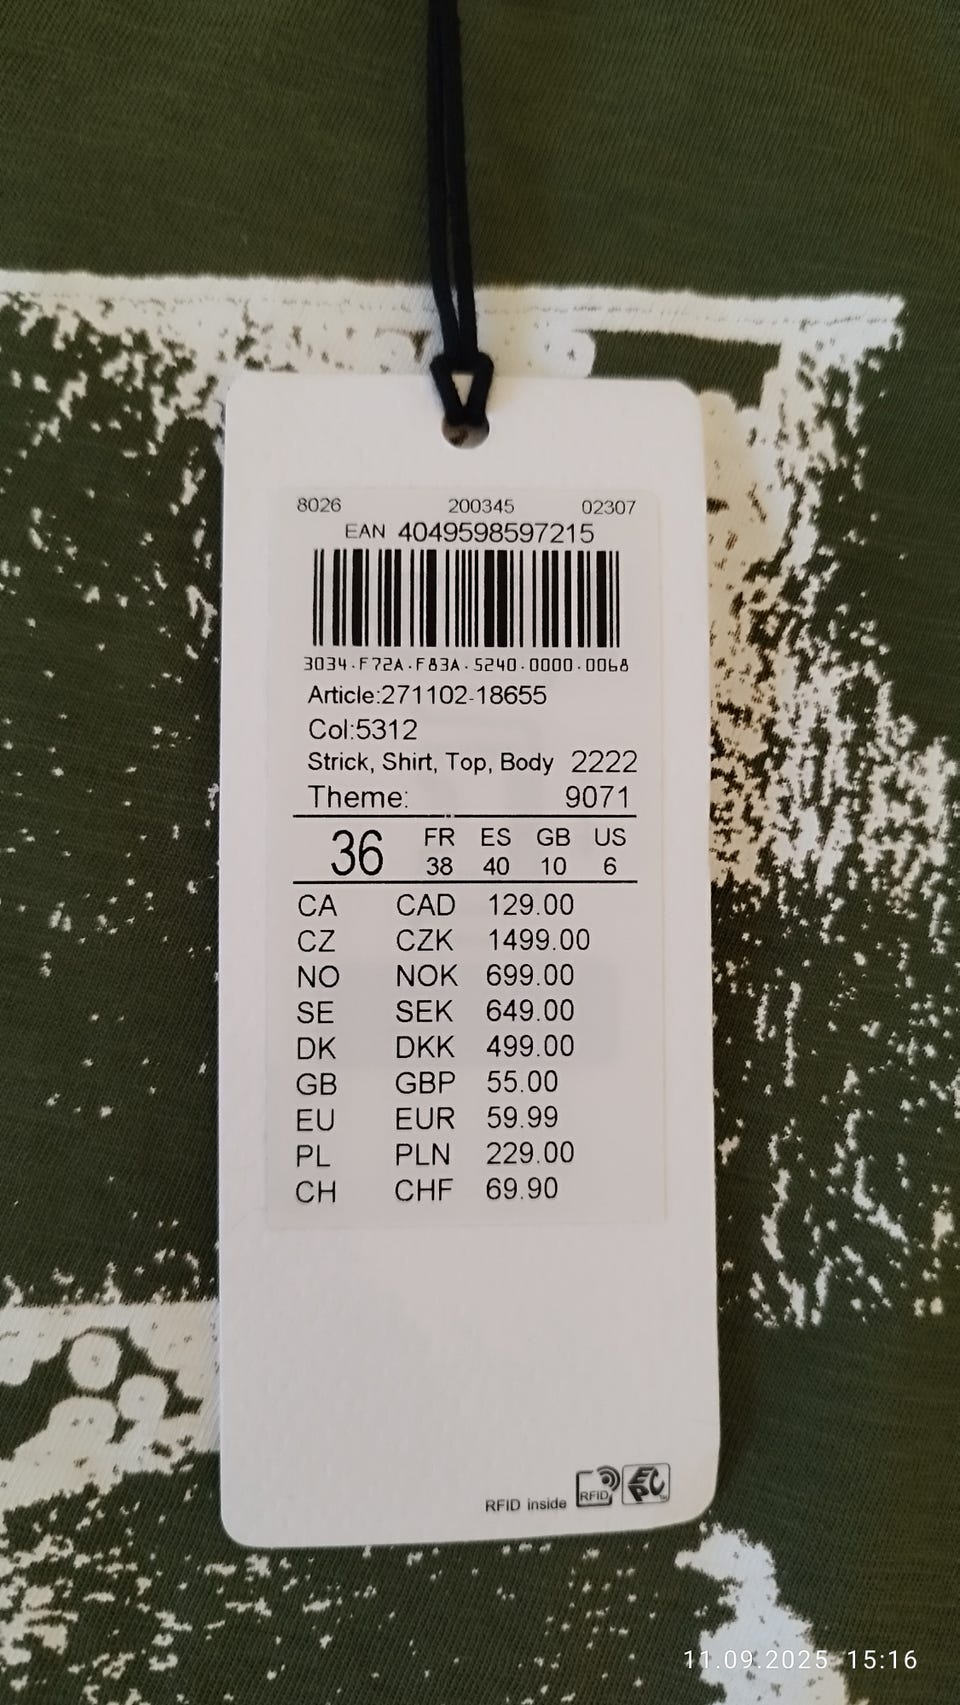 8026 200345 02307
EAN 4049598597215
3034·F72A·F83A·5240·0000·0068
Article:271102-18655
Col:5312
Strick, Shirt, Top, Body 2222
Theme: 9071
36 FR ES GB US
38 40 10 6
CA CAD 129.00
CZ CZK 1499.00
NO NOK 699.00
SE SEK 649.00
DK DKK 499.00
GB GBP 55.00
EU EUR 59.99
PL PLN 229.00
CH CHF 69.90
RFID inside RFID EPC
11.09.2025 15:16